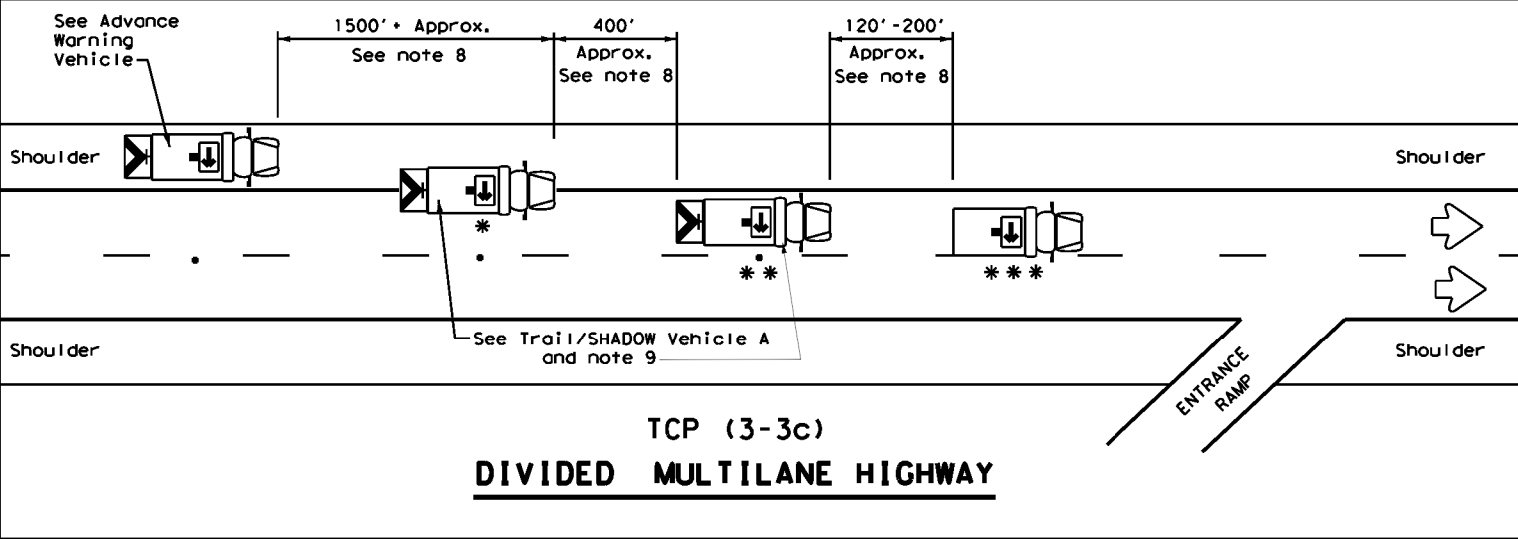 See Advance
Warning
Vehicle
1500'+ Approx.
See note 8
400'
Approx.
See note 8
120'-200'
Approx.
See note 8
Shoulder
Shoulder
*
* *
* * *
See Trail/SHADOW Vehicle A
and note 9
Shoulder
Shoulder
ENTRANCE
RAMP
TCP (3-3c)
DIVIDED MULTILANE HIGHWAY